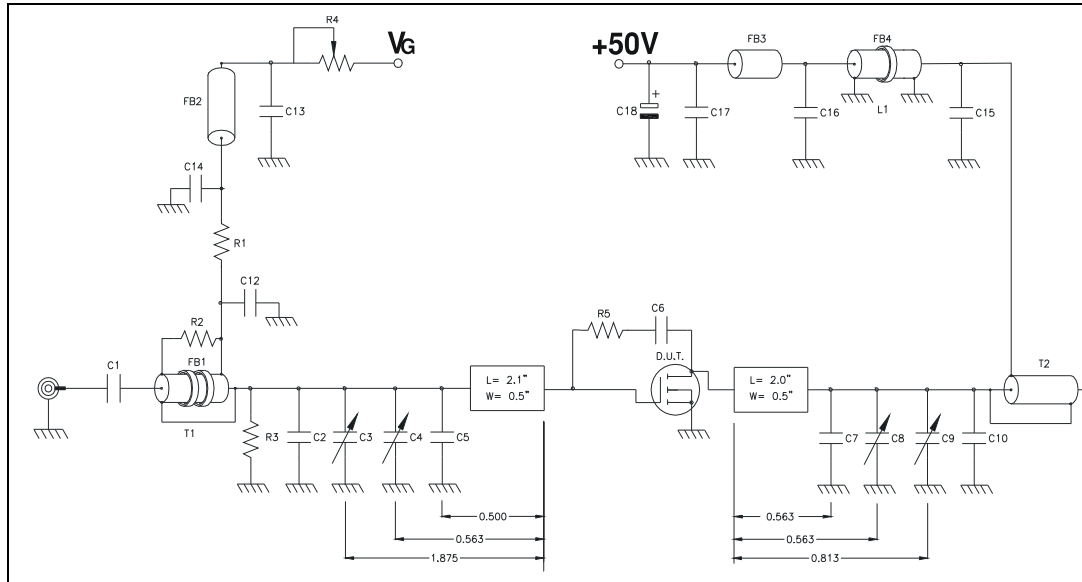 R4
VG
+50V
FB3
FB4
FB2
C13
C18
+
C17
C16
L1
C15
C14
R1
C12
R2
FB1
C1
T1
R3
C2
C3
C4
C5
L= 2.1"
W= 0.5"
R5
C6
D.U.T.
L= 2.0"
W= 0.5"
T2
C7
C8
C9
C10
0.500
0.563
1.875
0.563
0.563
0.813